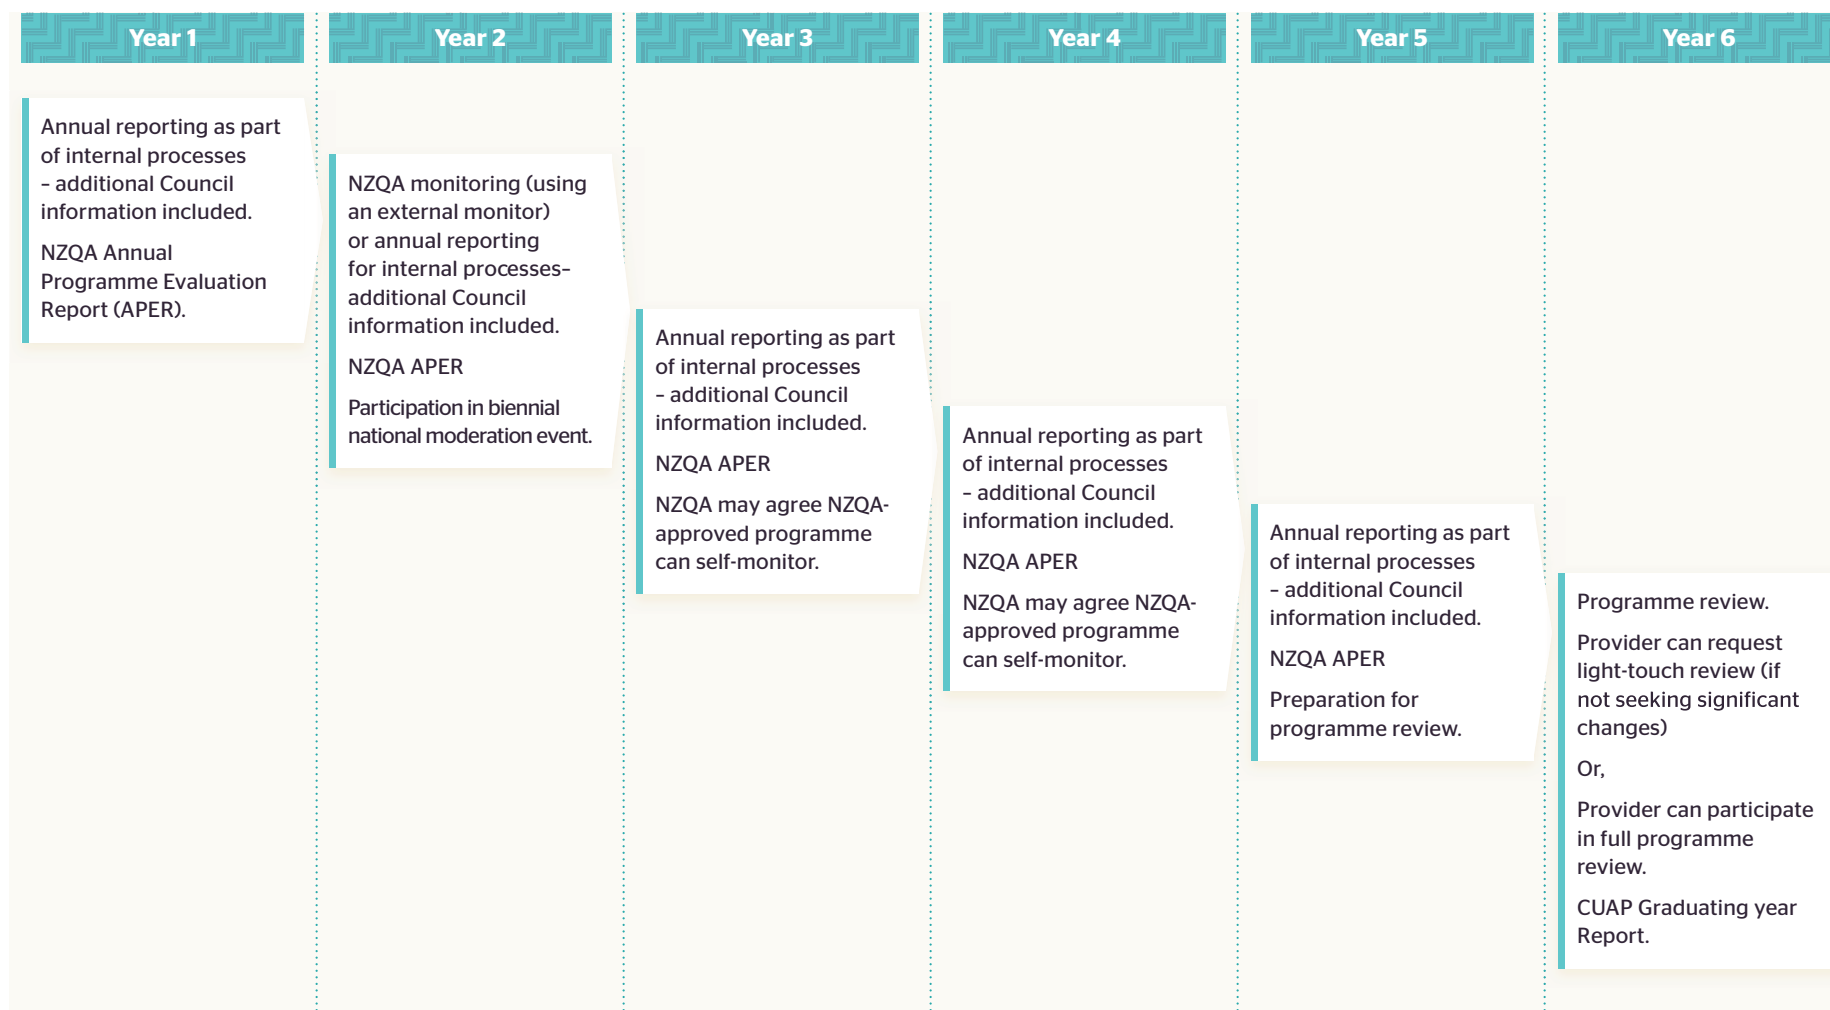 Year 1
Year 2
Year 3
Year 4
Year 5
Year 6
Annual reporting as part
of internal processes
– additional Council
information included.
NZQA Annual
Programme Evaluation
Report (APER).
NZQA monitoring (using
an external monitor)
or annual reporting
for internal processes–
additional Council
information included.
NZQA APER
Participation in biennial
national moderation event.
Annual reporting as part
of internal processes
– additional Council
information included.
NZQA APER
NZQA may agree NZQA-
approved programme
can self-monitor.
Annual reporting as part
of internal processes
– additional Council
information included.
NZQA APER
NZQA may agree NZQA-
approved programme
can self-monitor.
Annual reporting as part
of internal processes
– additional Council
information included.
NZQA APER
Preparation for
programme review.
Programme review.
Provider can request
light-touch review (if
not seeking significant
changes)
Or,
Provider can participate
in full programme
review.
CUAP Graduating year
Report.